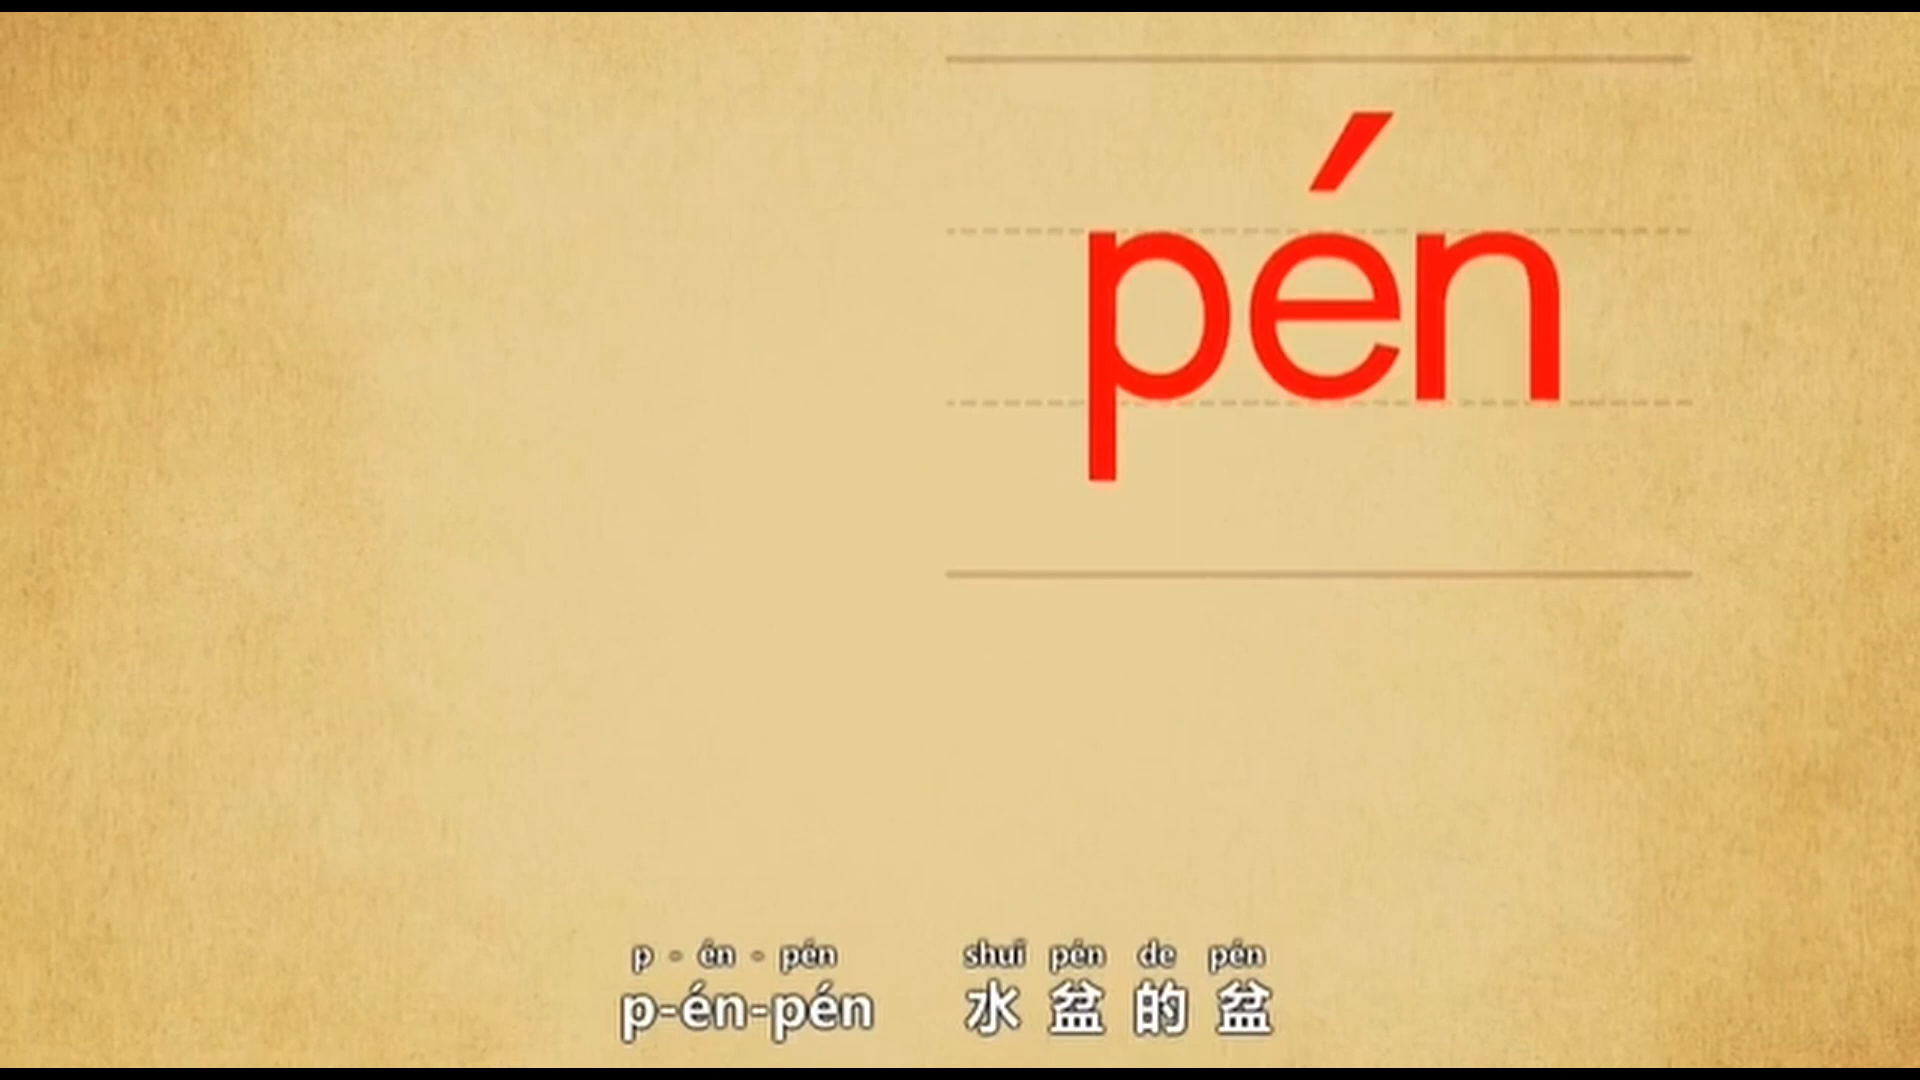 pén
p - én - pén shuǐ pén de pén
p-én-pén 水盆的盆